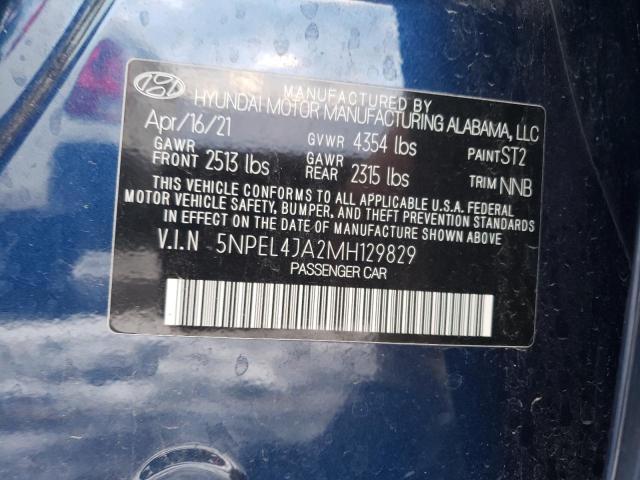 MANUFACTURED BY
HYUNDAI MOTOR MANUFACTURING ALABAMA, LLC
Apr/16/21 GVWR 4354 lbs PAINT ST2
GAWR FRONT 2513 lbs GAWR REAR 2315 lbs TRIM NNB
THIS VEHICLE CONFORMS TO ALL APPLICABLE U.S.A. FEDERAL
MOTOR VEHICLE SAFETY, BUMPER, AND THEFT PREVENTION STANDARDS
IN EFFECT ON THE DATE OF MANUFACTURE SHOWN ABOVE.
V.I.N 5NPEL4JA2MH129829
PASSENGER CAR